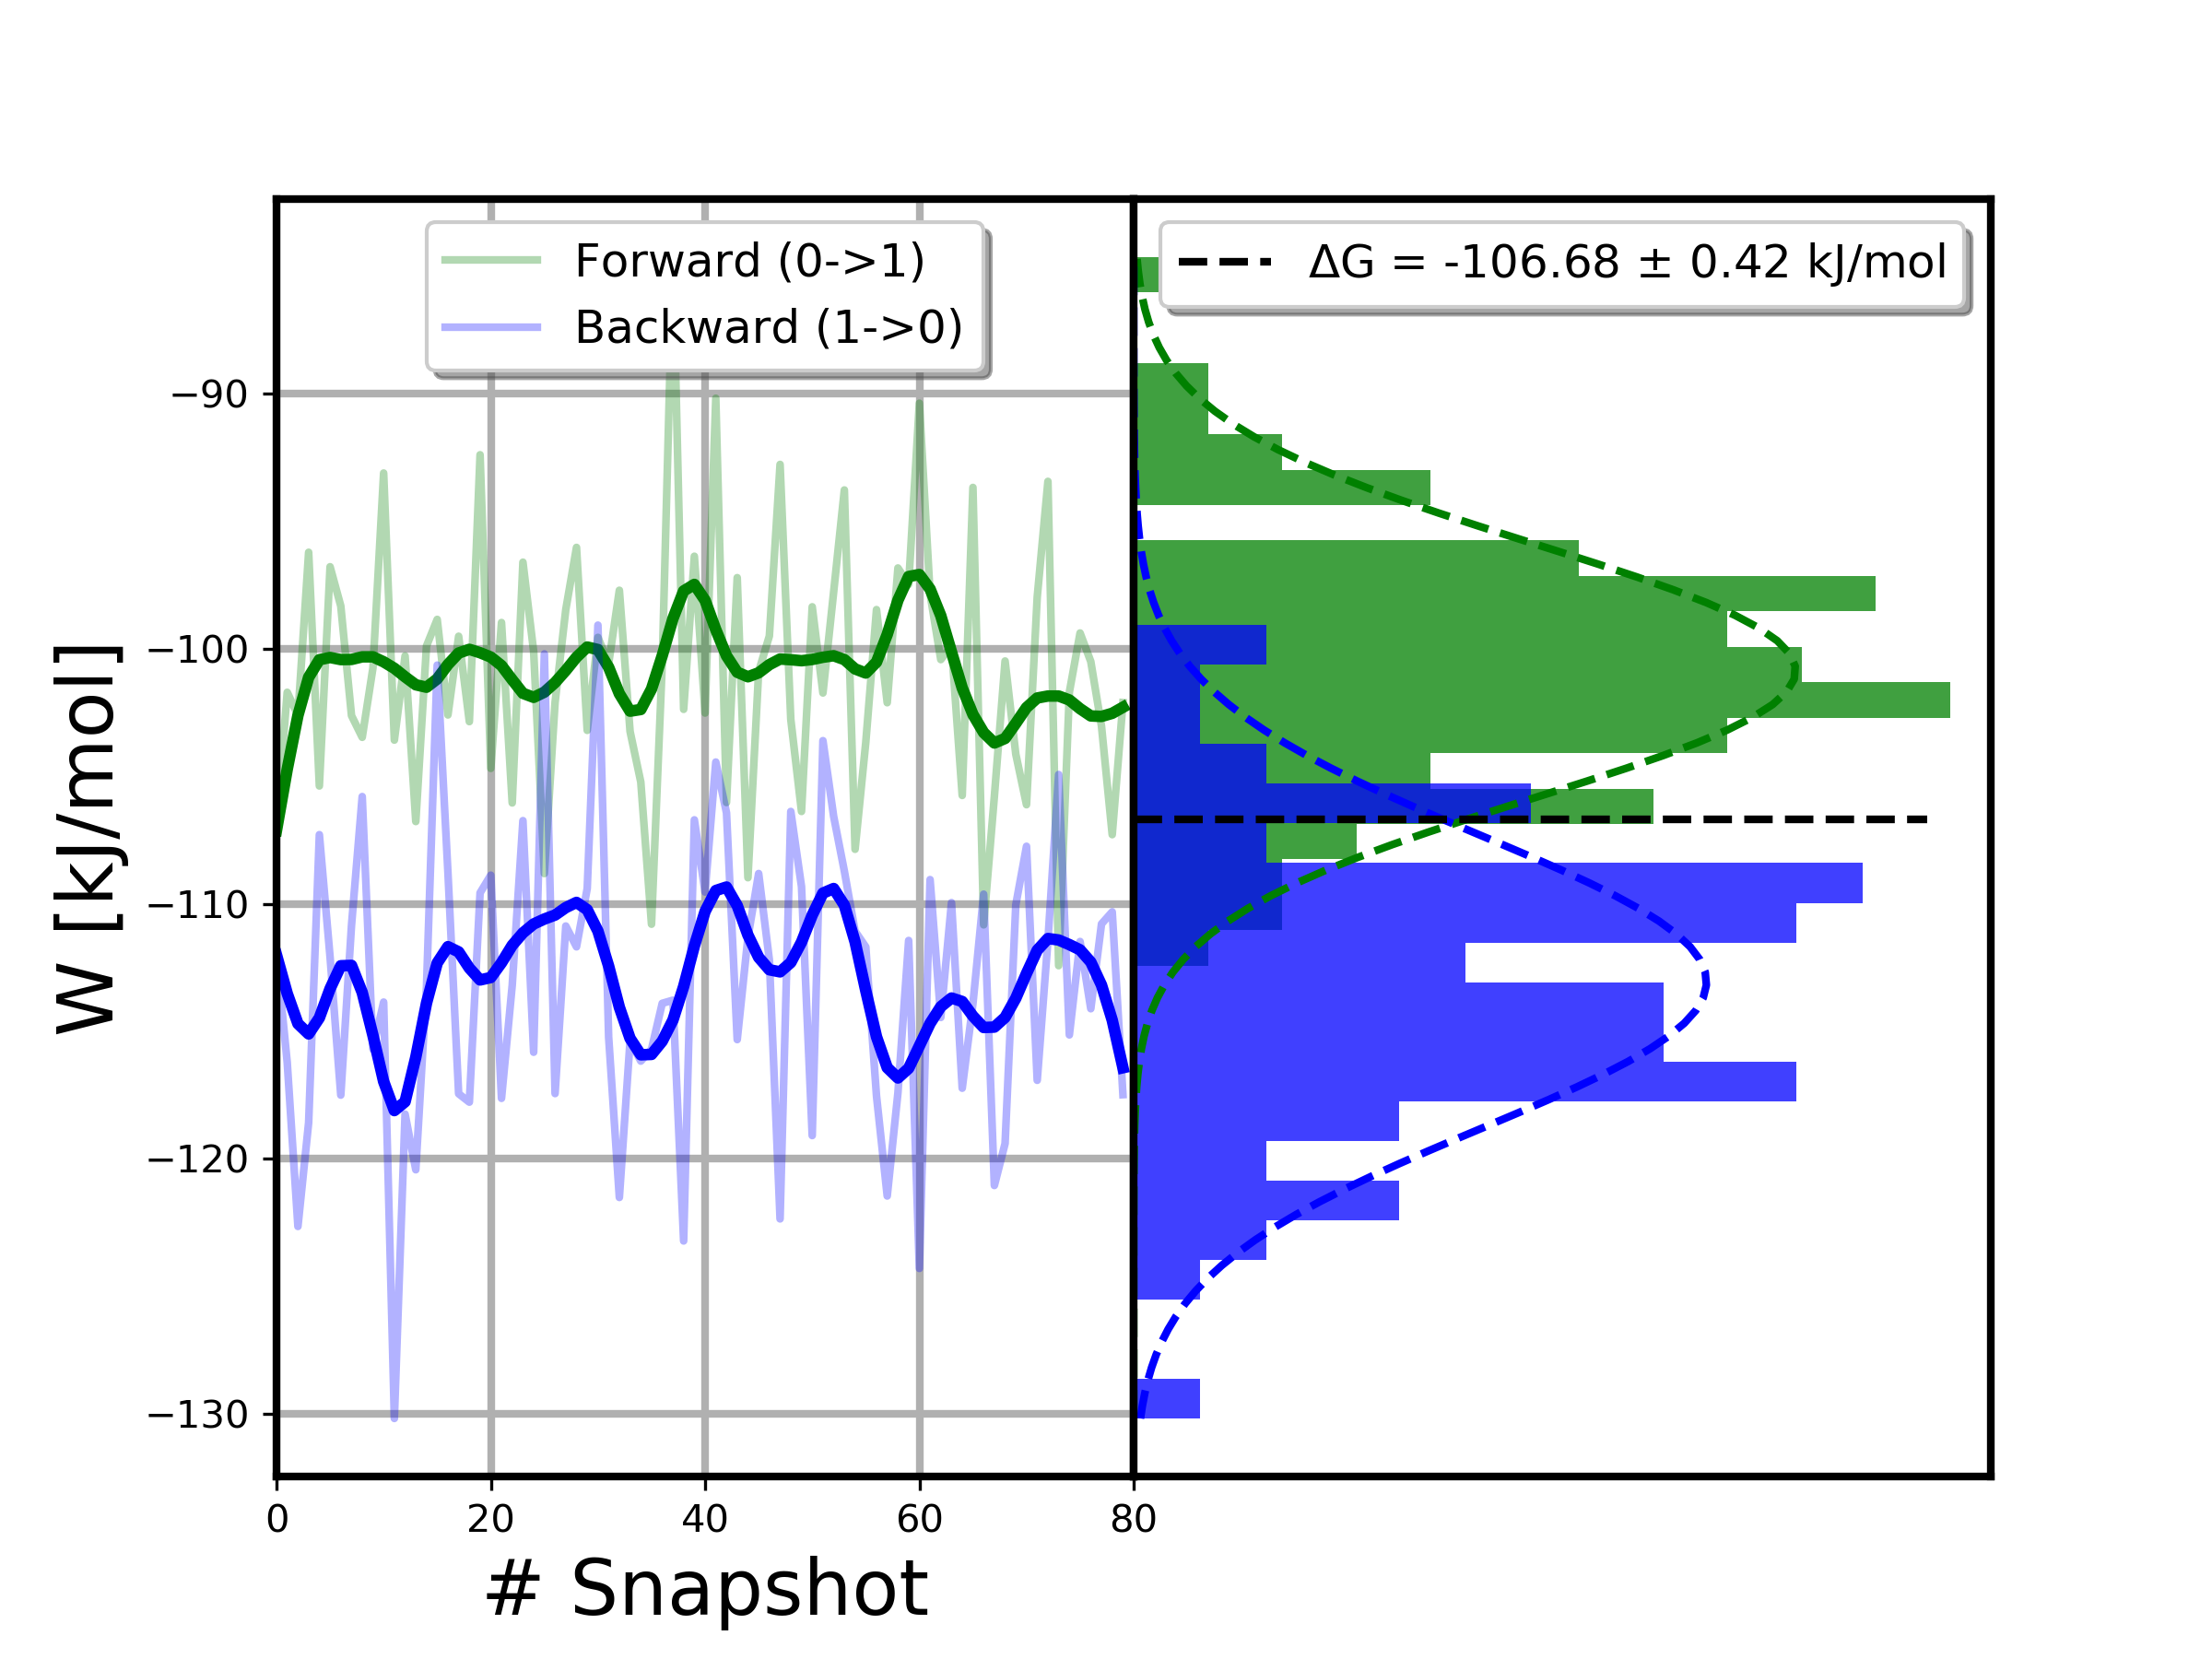 Forward (0->1)
Backward (1->0)
ΔG = -106.68 ± 0.42 kJ/mol
W [kJ/mol]
−90
−100
−110
−120
−130
0 20 40 60 80
# Snapshot